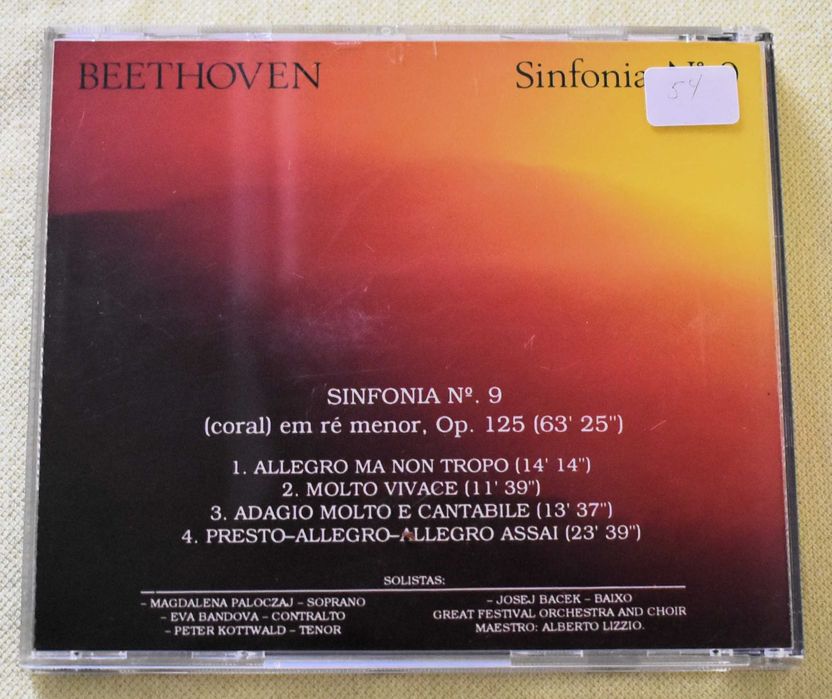 BEETHOVEN
Sinfonia Nº 9
54
SINFONIA Nº. 9
(coral) em ré menor, Op. 125 (63' 25")
1. ALLEGRO MA NON TROPO (14' 14")
2. MOLTO VIVACE (11' 39")
3. ADAGIO MOLTO E CANTABILE (13' 37")
4. PRESTO–ALLEGRO–ALLEGRO ASSAI (23' 39")
SOLISTAS:
– MAGDALENA PALOCZAJ – SOPRANO
– EVA BANDOVA – CONTRALTO
– PETER KOTTWALD – TENOR
– JOSEJ BACEK – BAIXO
GREAT FESTIVAL ORCHESTRA AND CHOIR
MAESTRO: ALBERTO LIZZIO.